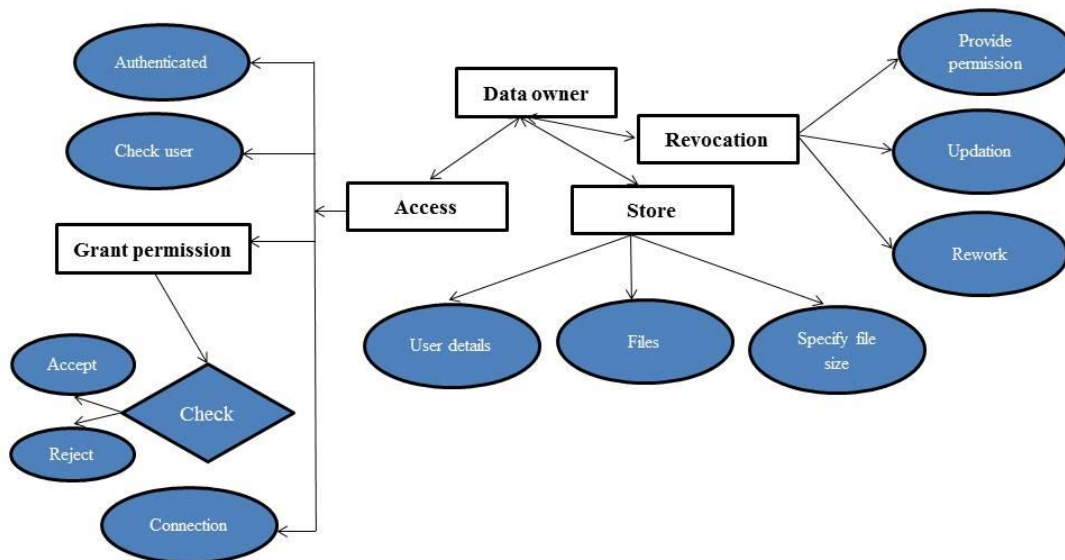 Authenticated
Check user
Grant permission
Accept
Check
Reject
Connection
Data owner
Access
Store
Revocation
User details
Files
Specify file
size
Provide
permission
Updation
Rework